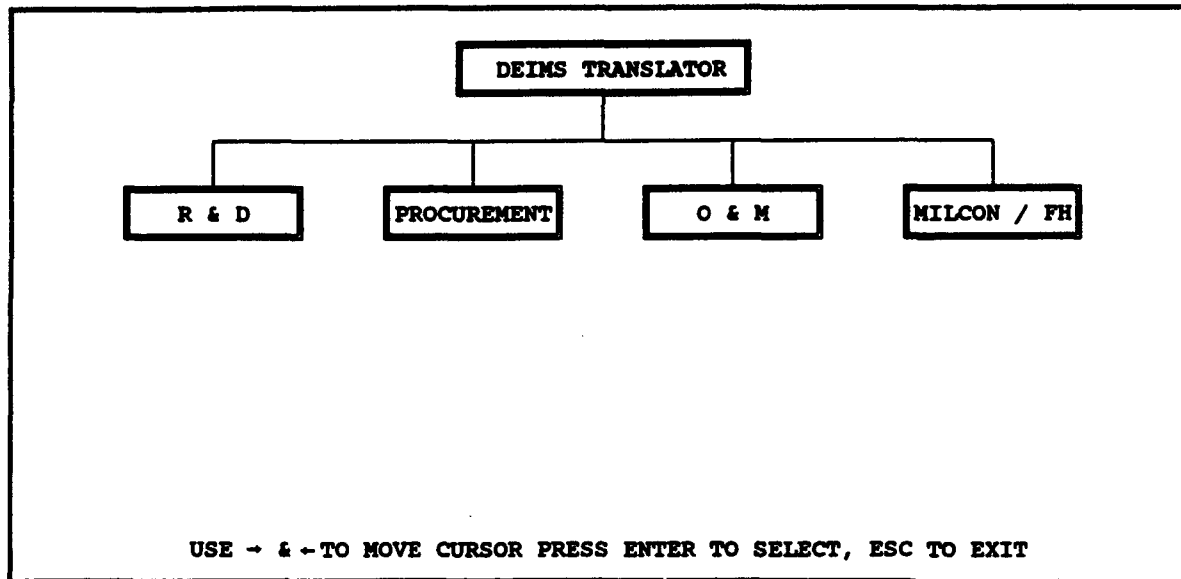 DEIMS TRANSLATOR
R & D
PROCUREMENT
O & M
MILCON / FH
USE → & ← TO MOVE CURSOR PRESS ENTER TO SELECT, ESC TO EXIT